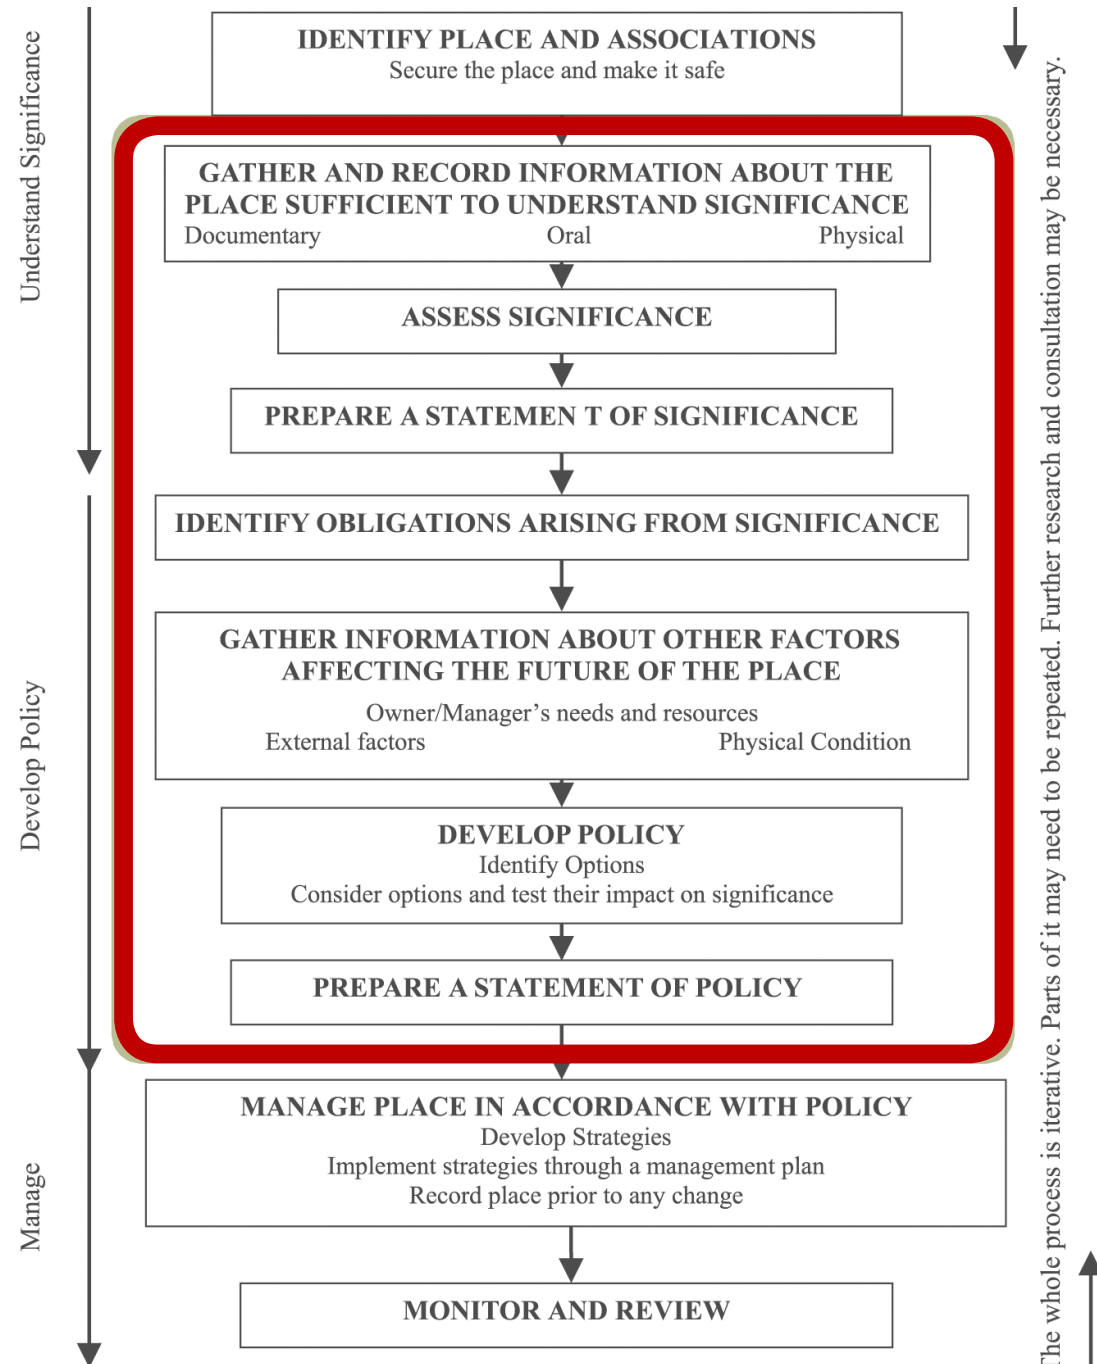 IDENTIFY PLACE AND ASSOCIATIONS
Secure the place and make it safe
GATHER AND RECORD INFORMATION ABOUT THE
PLACE SUFFICIENT TO UNDERSTAND SIGNIFICANCE
Documentary Oral Physical
ASSESS SIGNIFICANCE
PREPARE A STATEMEN T OF SIGNIFICANCE
IDENTIFY OBLIGATIONS ARISING FROM SIGNIFICANCE
GATHER INFORMATION ABOUT OTHER FACTORS
AFFECTING THE FUTURE OF THE PLACE
Owner/Manager's needs and resources
External factors Physical Condition
DEVELOP POLICY
Identify Options
Consider options and test their impact on significance
PREPARE A STATEMENT OF POLICY
MANAGE PLACE IN ACCORDANCE WITH POLICY
Develop Strategies
Implement strategies through a management plan
Record place prior to any change
MONITOR AND REVIEW
Understand Significance
Develop Policy
Manage
The whole process is iterative. Parts of it may need to be repeated. Further research and consultation may be necessary.